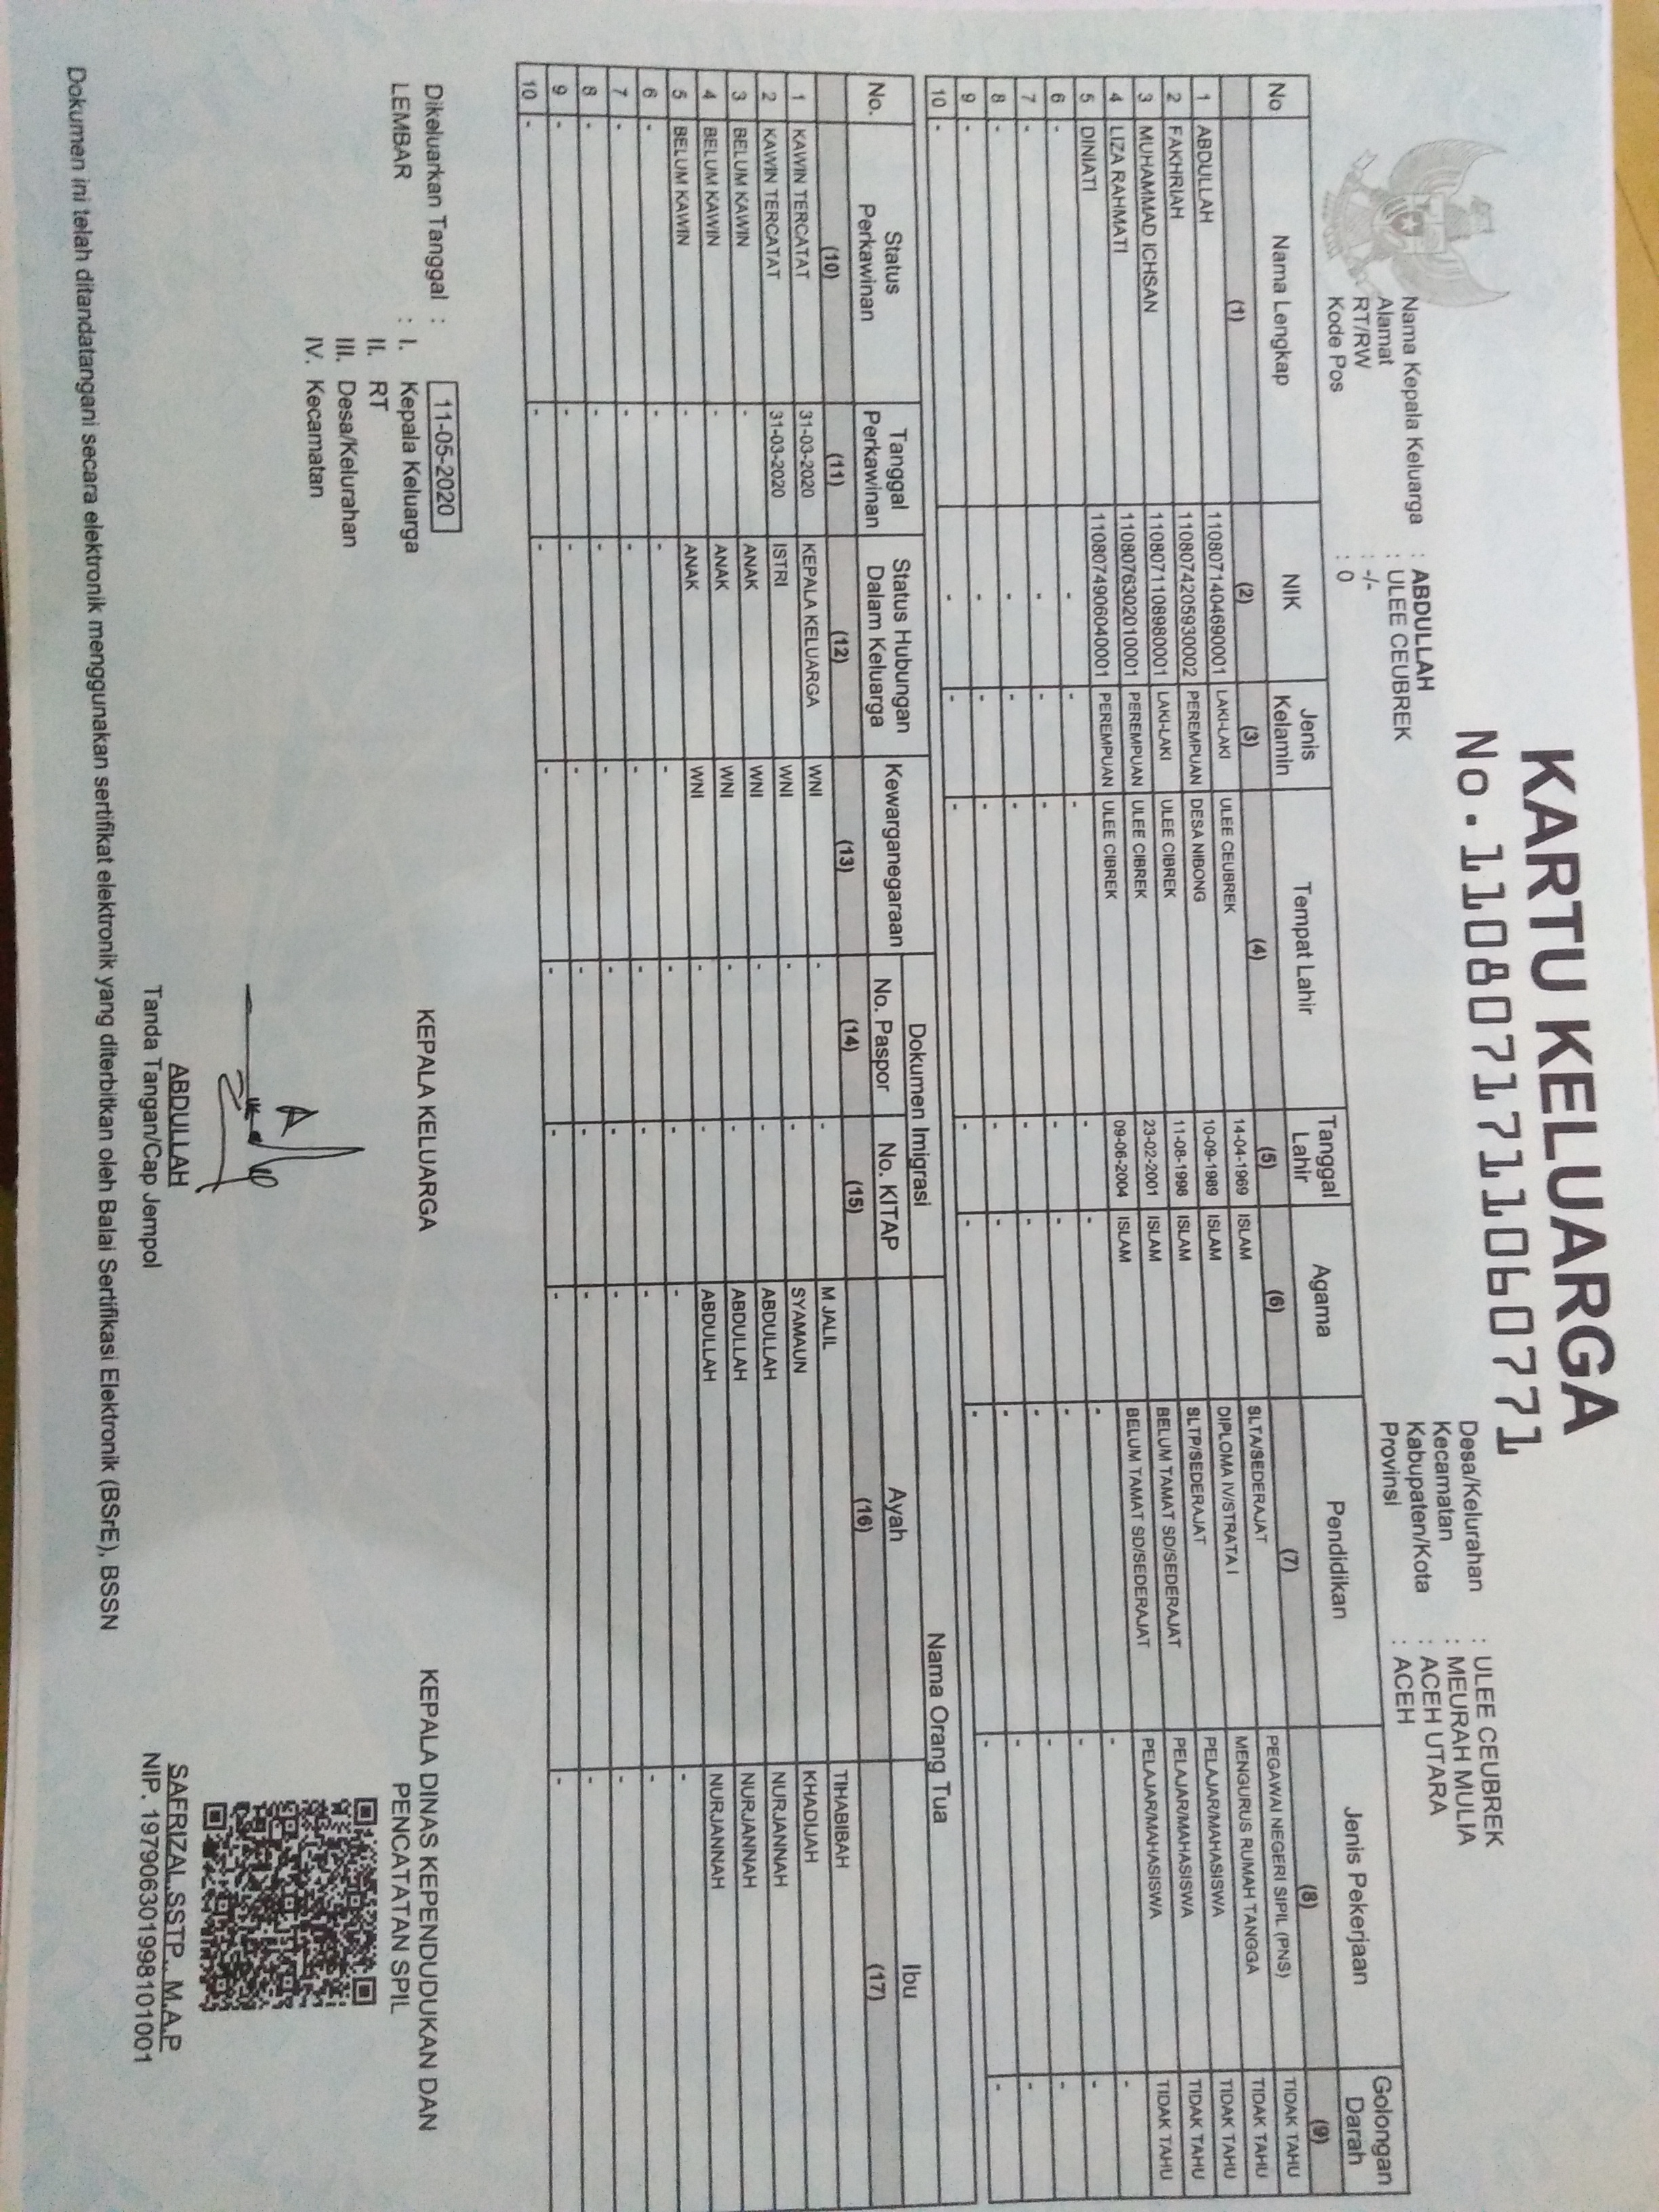 KARTU KELUARGA
No.1108071711060771
Nama Kepala Keluarga : ABDULLAH
Alamat : ULEE CEUBREK
RT/RW : -/-
Kode Pos : 0
Desa/Kelurahan : ULEE CEUBREK
Kecamatan : MEURAH MULIA
Kabupaten/Kota : ACEH UTARA
Provinsi : ACEH
No Nama Lengkap NIK Jenis Kelamin Tempat Lahir Tanggal Lahir Agama Pendidikan Jenis Pekerjaan Golongan Darah
(1) (2) (3) (4) (5) (6) (7) (8) (9)
1 ABDULLAH 1108071404690001 LAKI-LAKI ULEE CEUBREK 14-04-1969 ISLAM SLTA/SEDERAJAT PEGAWAI NEGERI SIPIL (PNS) TIDAK TAHU
2 FAKHRIAH 1108074205930002 PEREMPUAN DESA NIBONG 10-09-1989 ISLAM DIPLOMA IV/STRATA I MENGURUS RUMAH TANGGA TIDAK TAHU
3 MUHAMMAD ICHSAN 1108071108980001 LAKI-LAKI ULEE CIBREK 11-08-1998 ISLAM SLTP/SEDERAJAT PELAJAR/MAHASISWA TIDAK TAHU
4 LIZA RAHMATI 1108076302010001 PEREMPUAN ULEE CIBREK 23-02-2001 ISLAM BELUM TAMAT SD/SEDERAJAT PELAJAR/MAHASISWA TIDAK TAHU
5 DINIATI 1108074906040001 PEREMPUAN ULEE CIBREK 09-06-2004 ISLAM BELUM TAMAT SD/SEDERAJAT PELAJAR/MAHASISWA TIDAK TAHU
6 - - - - - - - - -
7 - - - - - - - - -
8 - - - - - - - - -
9 - - - - - - - - -
10 - - - - - - - - -
No. Status Perkawinan Tanggal Perkawinan Status Hubungan Dalam Keluarga Kewarganegaraan Dokumen Imigrasi Nama Orang Tua
No. Paspor No. KITAP Ayah Ibu
(10) (11) (12) (13) (14) (15) (16) (17)
1 KAWIN TERCATAT 31-03-2020 KEPALA KELUARGA WNI - - M JALIL TIHABIBAH
2 KAWIN TERCATAT 31-03-2020 ISTRI WNI - - SYAMAUN KHADIJAH
3 BELUM KAWIN - ANAK WNI - - ABDULLAH NURJANNAH
4 BELUM KAWIN - ANAK WNI - - ABDULLAH NURJANNAH
5 BELUM KAWIN - ANAK WNI - - ABDULLAH NURJANNAH
6 - - - - - - - -
7 - - - - - - - -
8 - - - - - - - -
9 - - - - - - - -
10 - - - - - - - -
Dikeluarkan Tanggal : 11-05-2020
LEMBAR : I. Kepala Keluarga
II. RT
III. Desa/Kelurahan
IV. Kecamatan
KEPALA KELUARGA
ABDULLAH
Tanda Tangan/Cap Jempol
KEPALA DINAS KEPENDUDUKAN DAN
PENCATATAN SPIL
SAFRIZAL.SSTP., M.A.P
NIP. 197906301998101001
Dokumen ini telah ditandatangani secara elektronik menggunakan sertifikat elektronik yang diterbitkan oleh Balai Sertifikasi Elektronik (BSrE), BSSN